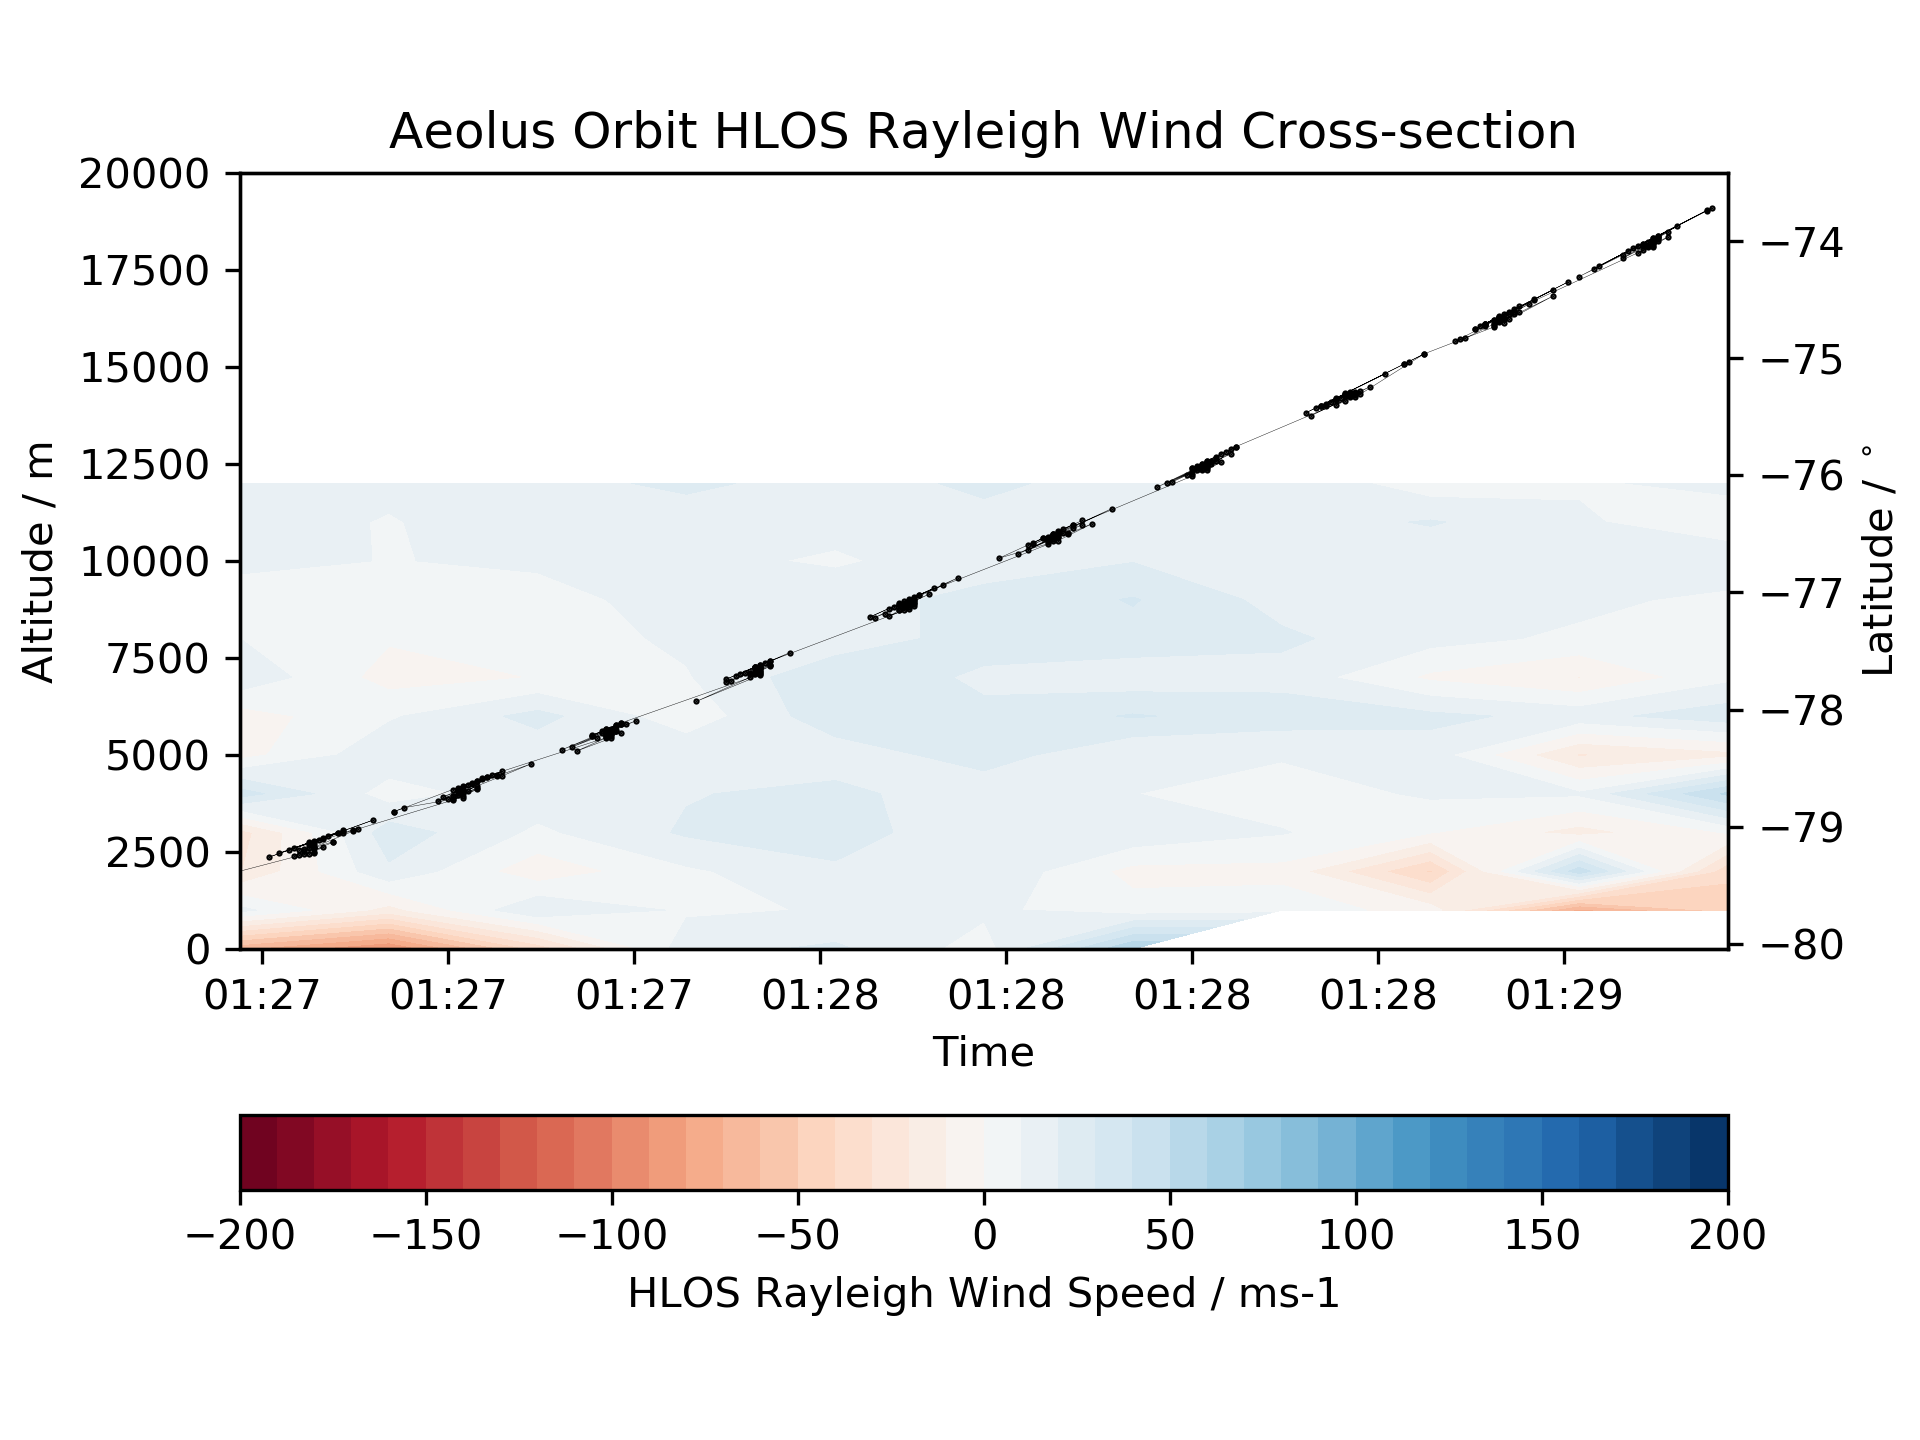 Aeolus Orbit HLOS Rayleigh Wind Cross-section
20000
17500
15000
12500
10000
7500
5000
2500
0
Altitude / m
−74
−75
−76
−77
−78
−79
−80
Latitude / °
01:27 01:27 01:27 01:28 01:28 01:28 01:28 01:29
Time
−200 −150 −100 −50 0 50 100 150 200
HLOS Rayleigh Wind Speed / ms-1